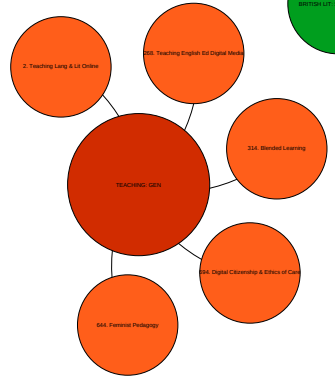 BRITISH LIT:
268. Teaching English Ed Digital Media
2. Teaching Lang & Lit Online
314. Blended Learning
TEACHING: GEN
694. Digital Citizenship & Ethics of Care
644. Feminist Pedagogy